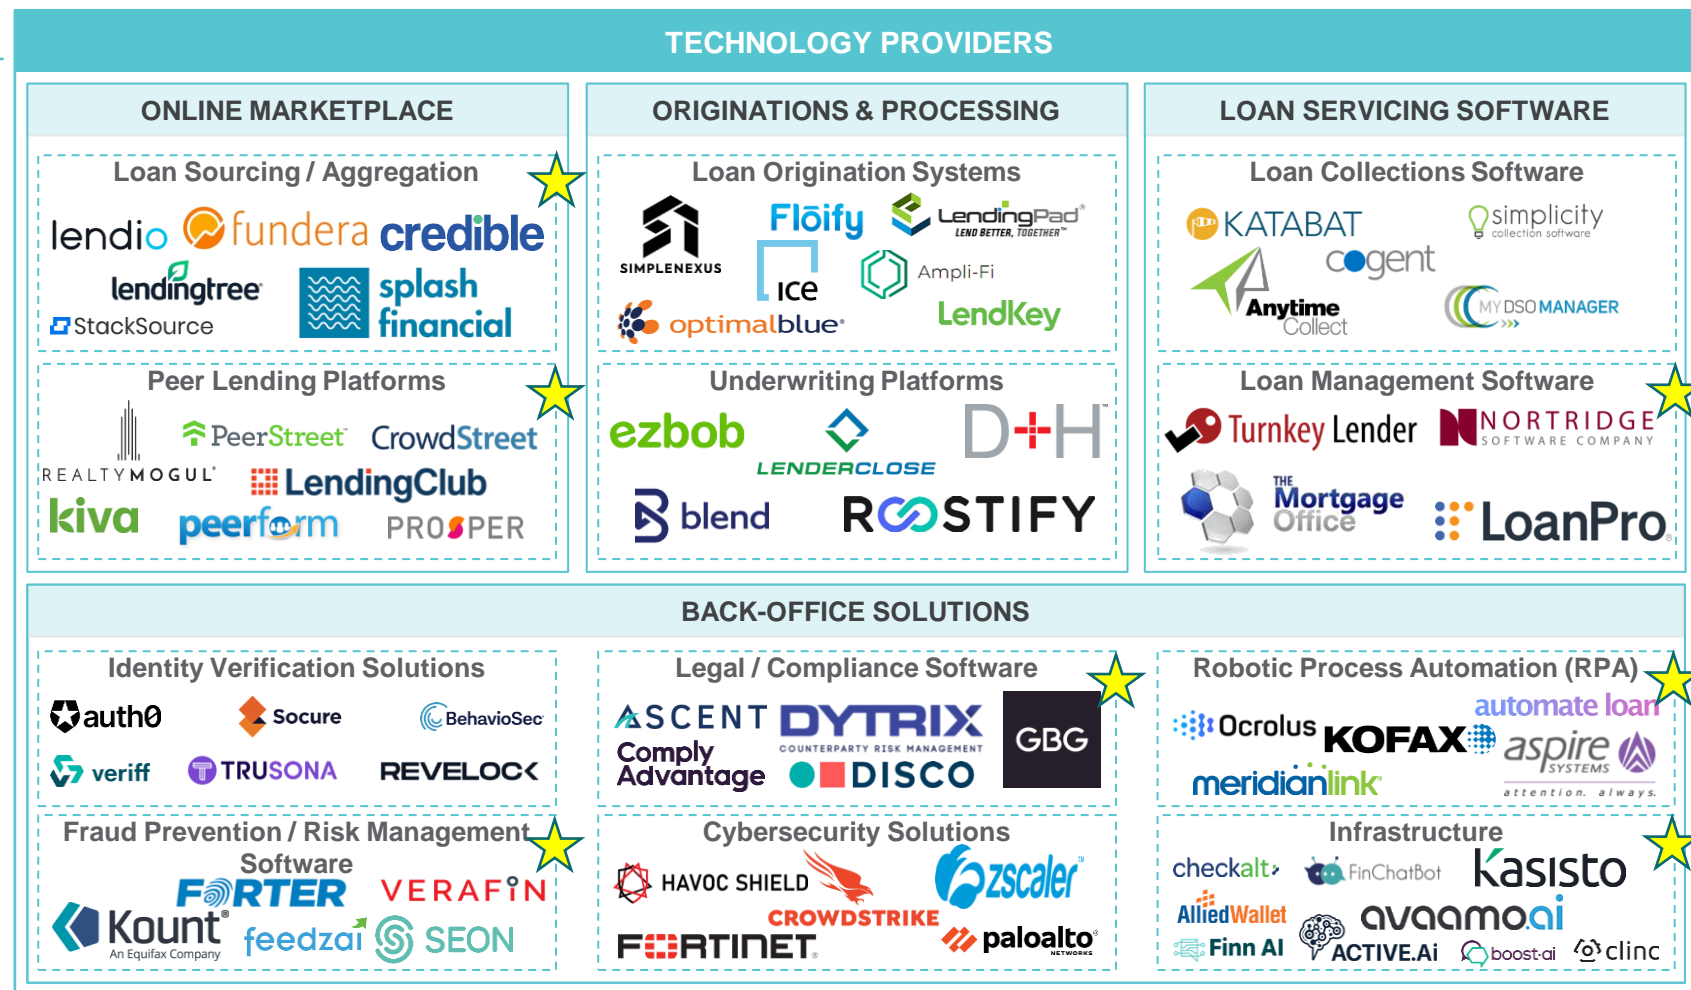 TECHNOLOGY PROVIDERS
ONLINE MARKETPLACE
Loan Sourcing / Aggregation
lendio
fundera
credible
lendingtree®
splash
financial
StackSource
Peer Lending Platforms
REALTYMOGUL®
PeerStreet™
CrowdStreet
LendingClub
kiva
peerform
PROSPER
ORIGINATIONS & PROCESSING
Loan Origination Systems
SIMPLENEXUS
Flōify
LendingPad®
LEND BETTER, TOGETHER™
ICE
Ampli-Fi
optimalblue®
LendKey
Underwriting Platforms
ezbob
LENDERCLOSE
D+H™
blend
ROOSTIFY
LOAN SERVICING SOFTWARE
Loan Collections Software
KATABAT
simplicity
collection software
cogent
Anytime
Collect
MY DSO MANAGER
Loan Management Software
Turnkey Lender
NORTRIDGE
SOFTWARE COMPANY
THE
Mortgage
Office
LoanPro®
BACK-OFFICE SOLUTIONS
Identity Verification Solutions
auth0
Socure
BehavioSec
veriff
TRUSONA
REVELOCK
Legal / Compliance Software
ASCENT
DYTRIX
COUNTERPARTY RISK MANAGEMENT
GBG
Comply
Advantage
DISCO
Robotic Process Automation (RPA)
automate loan
Ocrolus
KOFAX
aspire
SYSTEMS
attention. always.
meridianlink®
Fraud Prevention / Risk Management
Software
FORTER
VERAFIN
Kount®
An Equifax Company
feedzai
SEON
Cybersecurity Solutions
HAVOC SHIELD
zscaler™
CROWDSTRIKE
FORTINET®
paloalto®
NETWORKS
Infrastructure
checkalt
FinChatBot
Kasisto
AlliedWallet
avaamo.ai
Finn AI
ACTIVE.Ai
boost.ai
clinc